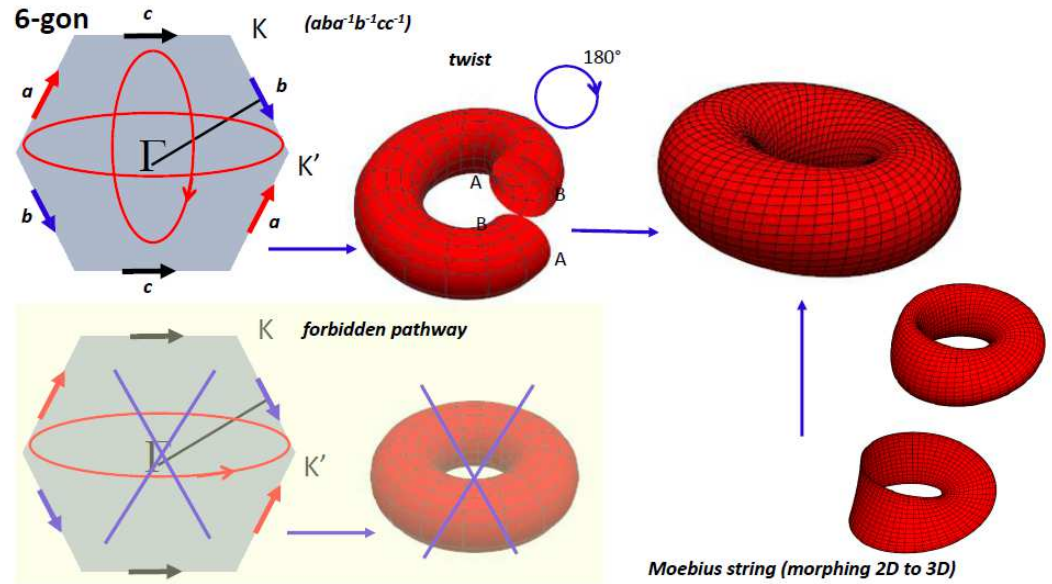 6-gon
c
K
(aba⁻¹b⁻¹cc⁻¹)
twist
180°
a
b
Γ
K'
A
B
b
a
B
A
c
forbidden pathway
K
Γ
K'
Moebius string (morphing 2D to 3D)